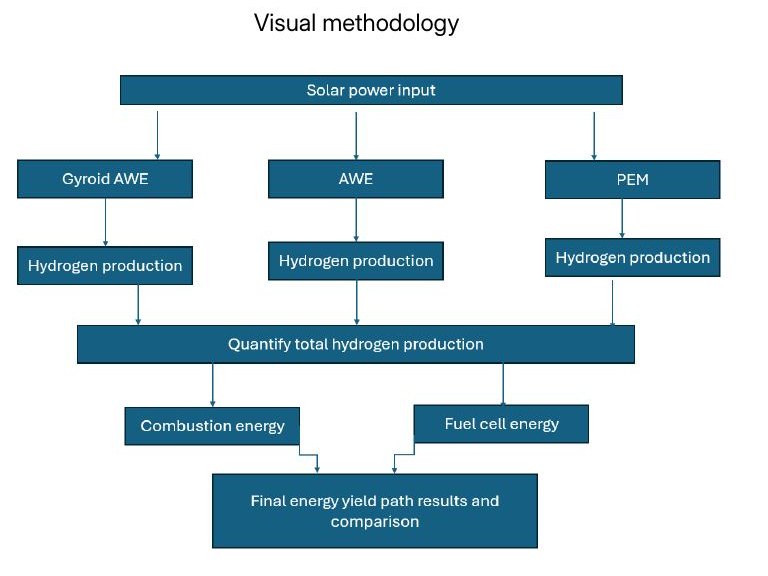 Visual methodology
Solar power input
Gyroid AWE
AWE
PEM
Hydrogen production
Hydrogen production
Hydrogen production
Quantify total hydrogen production
Combustion energy
Fuel cell energy
Final energy yield path results and
comparison